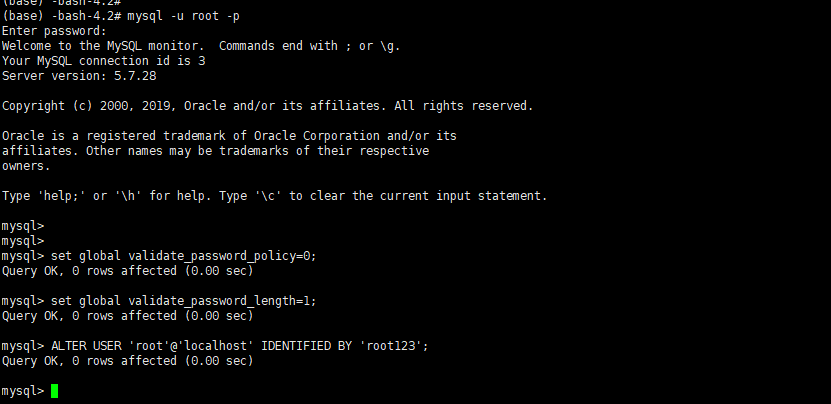 (base) -bash-4.2#
(base) -bash-4.2# mysql -u root -p
Enter password:
Welcome to the MySQL monitor.  Commands end with ; or \g.
Your MySQL connection id is 3
Server version: 5.7.28
Copyright (c) 2000, 2019, Oracle and/or its affiliates. All rights reserved.
Oracle is a registered trademark of Oracle Corporation and/or its
affiliates. Other names may be trademarks of their respective
owners.
Type 'help;' or '\h' for help. Type '\c' to clear the current input statement.
mysql>
mysql>
mysql> set global validate_password_policy=0;
Query OK, 0 rows affected (0.00 sec)
mysql> set global validate_password_length=1;
Query OK, 0 rows affected (0.00 sec)
mysql> ALTER USER 'root'@'localhost' IDENTIFIED BY 'root123';
Query OK, 0 rows affected (0.00 sec)
mysql>